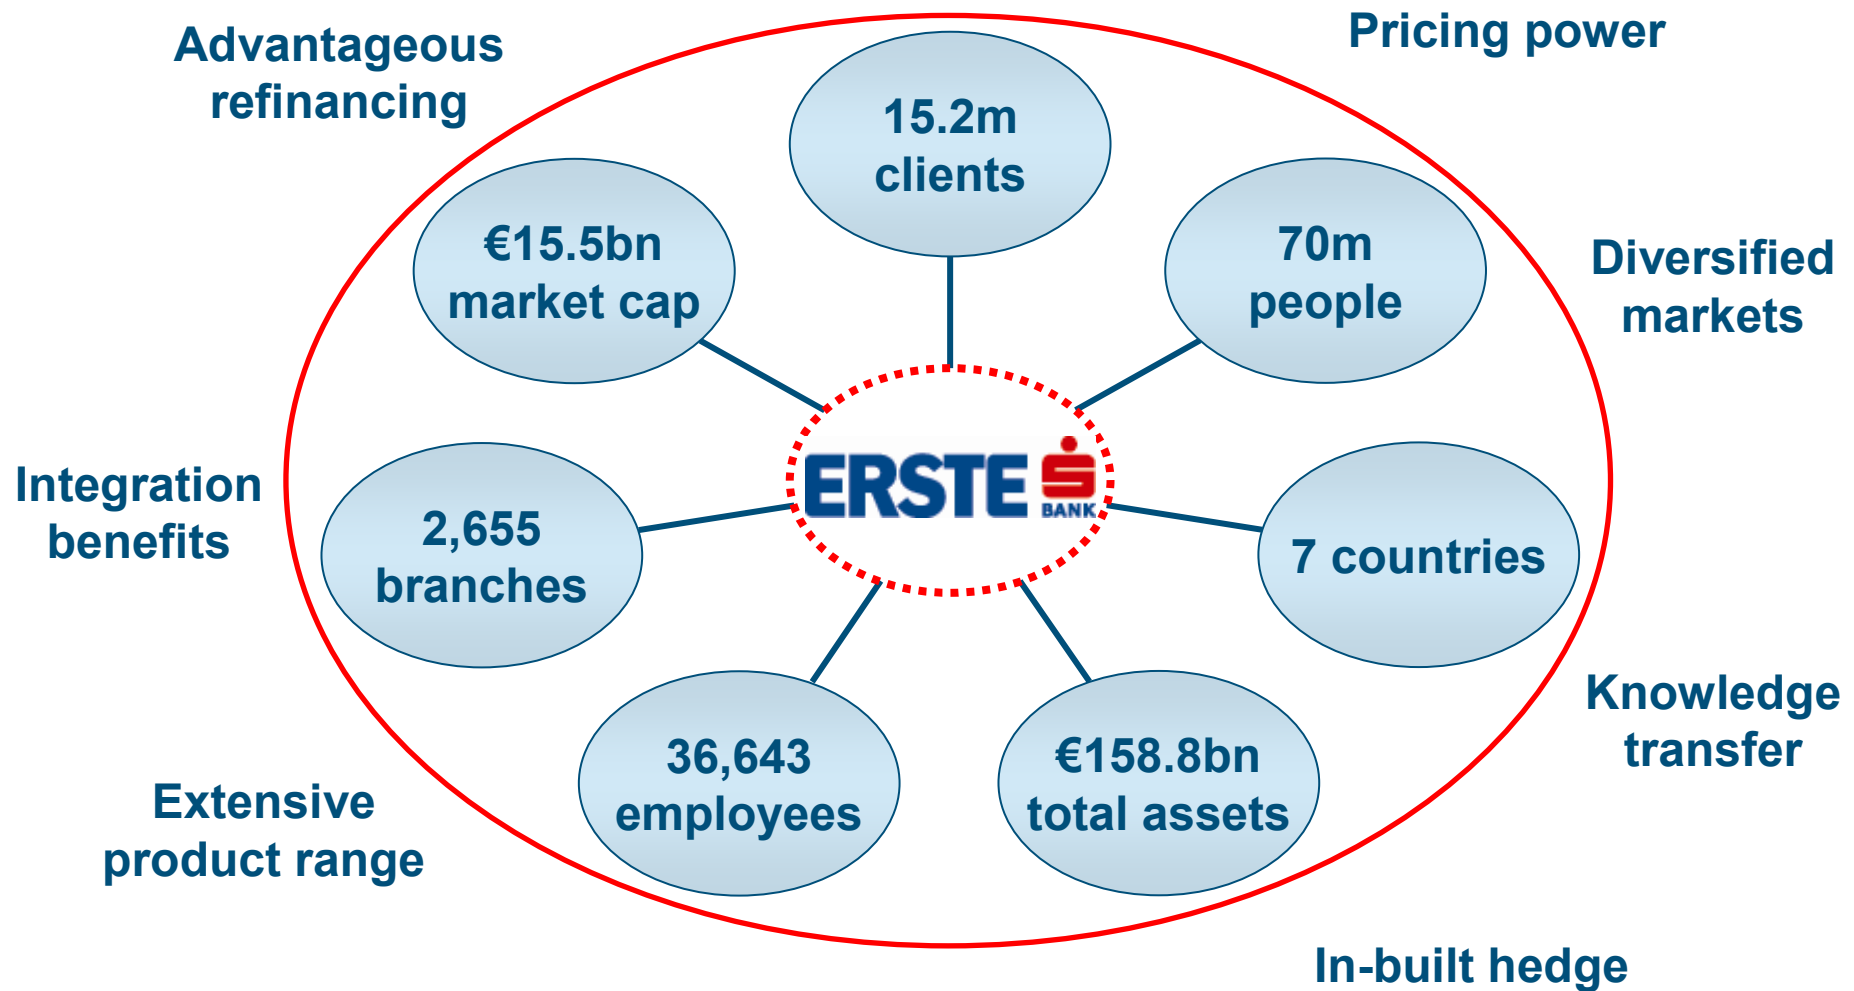 Advantageous
refinancing
Pricing power
15.2m
clients
€15.5bn
market cap
70m
people
Diversified
markets
ERSTE
BANK
Integration
benefits
2,655
branches
7 countries
Knowledge
transfer
36,643
employees
€158.8bn
total assets
Extensive
product range
In-built hedge